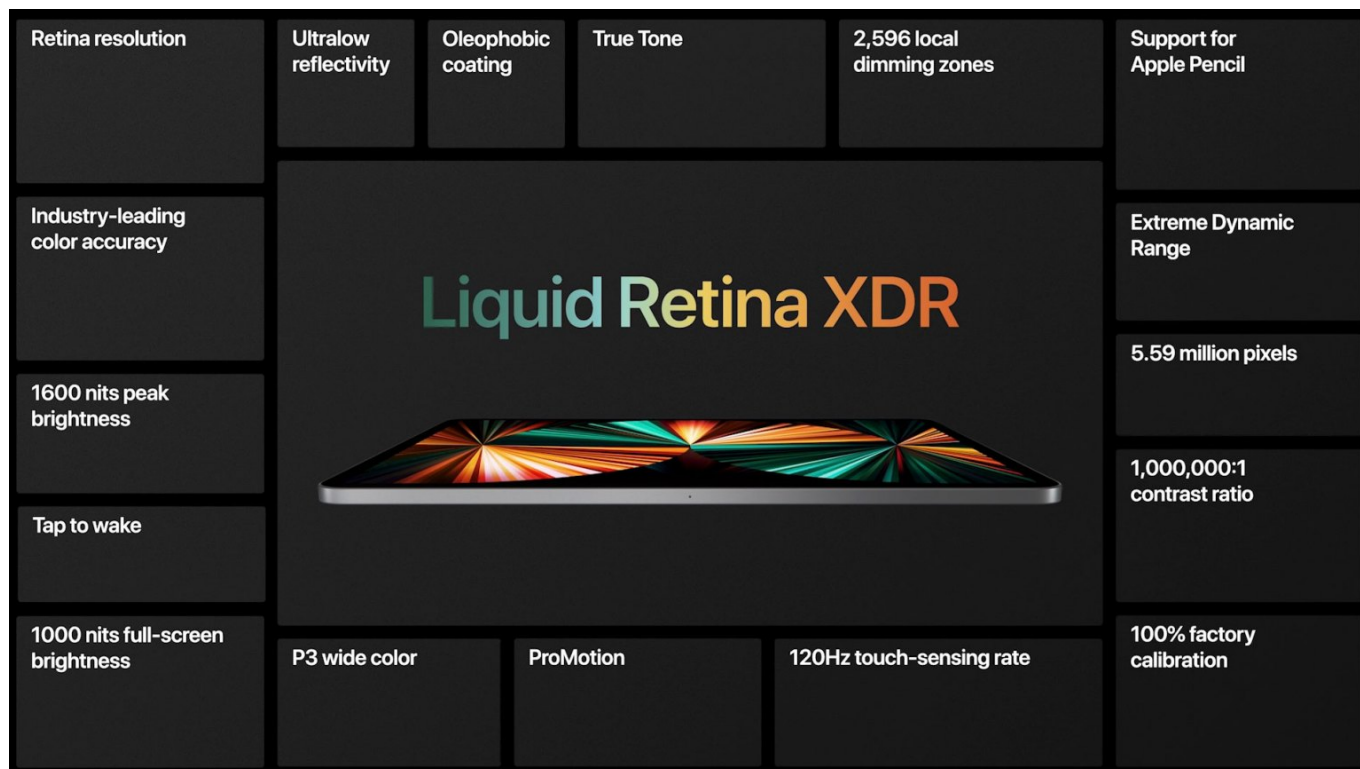 Retina resolution
Ultralow
reflectivity
Oleophobic
coating
True Tone
2,596 local
dimming zones
Support for
Apple Pencil
Industry-leading
color accuracy
Liquid Retina XDR
Extreme Dynamic
Range
1600 nits peak
brightness
5.59 million pixels
Tap to wake
1,000,000:1
contrast ratio
1000 nits full-screen
brightness
P3 wide color
ProMotion
120Hz touch-sensing rate
100% factory
calibration